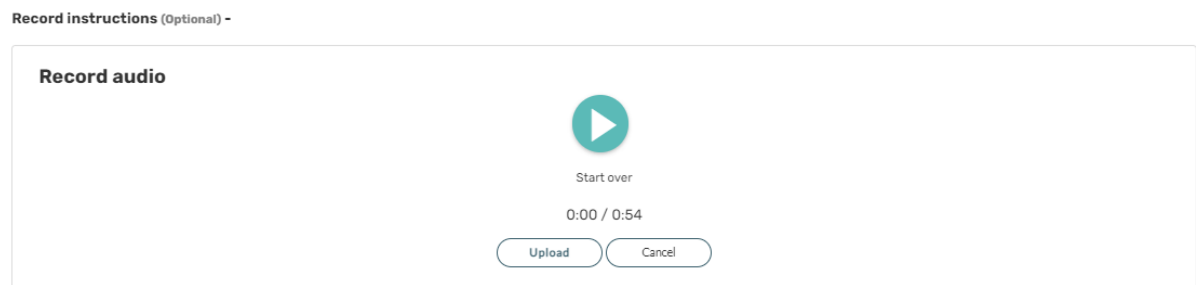 Record instructions (Optional) -
Record audio
Start over
0:00 / 0:54
Upload Cancel